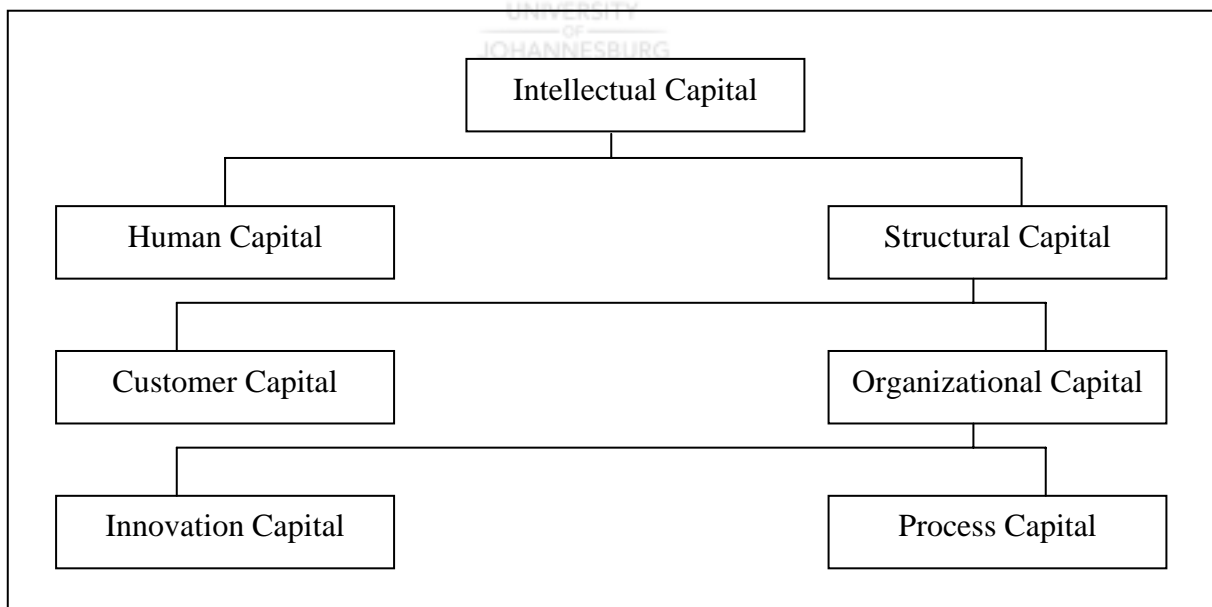 UNIVERSITY
OF
JOHANNESBURG
Intellectual Capital
Human Capital
Structural Capital
Customer Capital
Organizational Capital
Innovation Capital
Process Capital